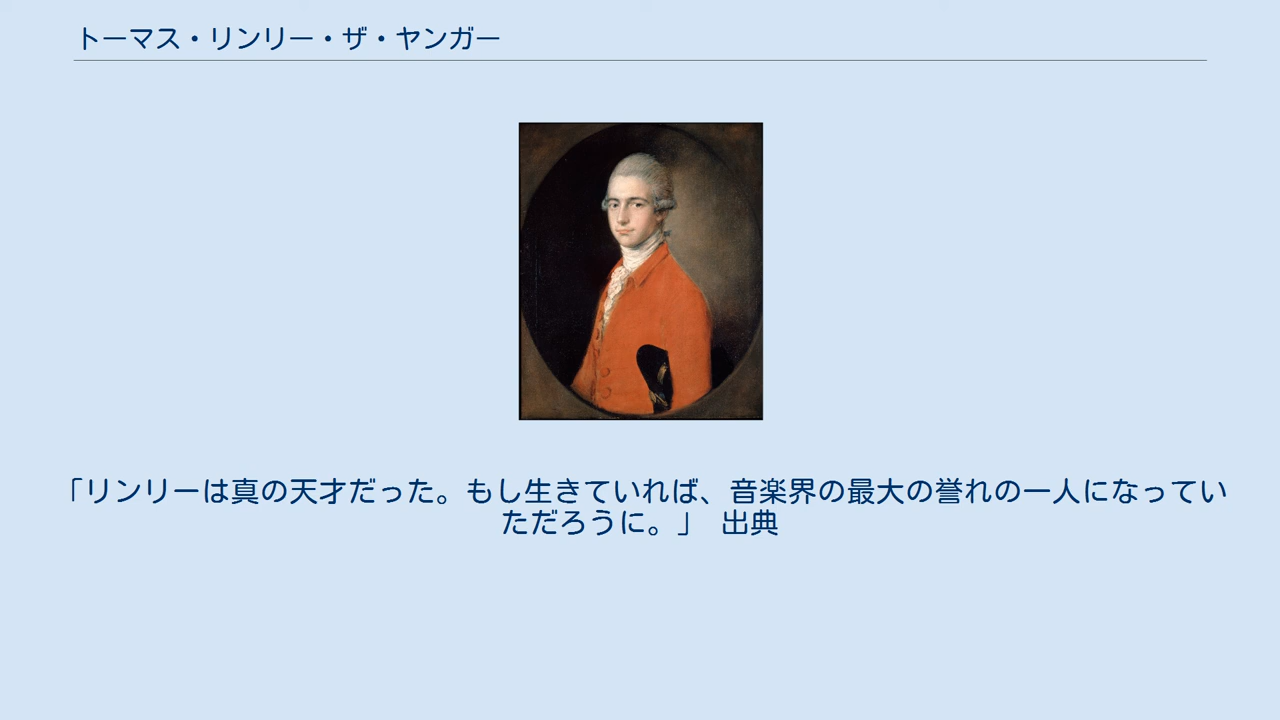 トーマス・リンリー・ザ・ヤンガー
「リンリーは真の天才だった。もし生きていれば、音楽界の最大の誉れの一人になってい
ただろうに。」 出典